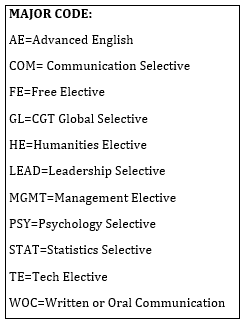 MAJOR CODE:
AE=Advanced English
COM= Communication Selective
FE=Free Elective
GL=CGT Global Selective
HE=Humanities Elective
LEAD=Leadership Selective
MGMT=Management Elective
PSY=Psychology Selective
STAT=Statistics Selective
TE=Tech Elective
WOC=Written or Oral Communication